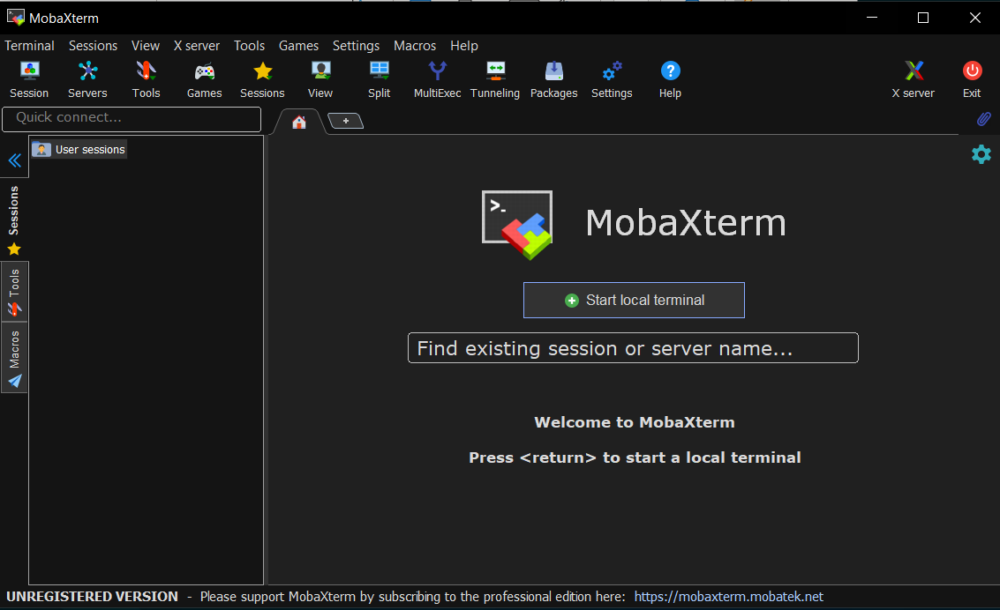 MobaXterm
Terminal Sessions View X server Tools Games Settings Macros Help
Session Servers Tools Games Sessions View Split MultiExec Tunneling Packages Settings Help X server Exit
Quick connect...
User sessions
Sessions
Tools
Macros
>_
MobaXterm
Start local terminal
Find existing session or server name...
Welcome to MobaXterm
Press <return> to start a local terminal
UNREGISTERED VERSION - Please support MobaXterm by subscribing to the professional edition here: https://mobaxterm.mobatek.net